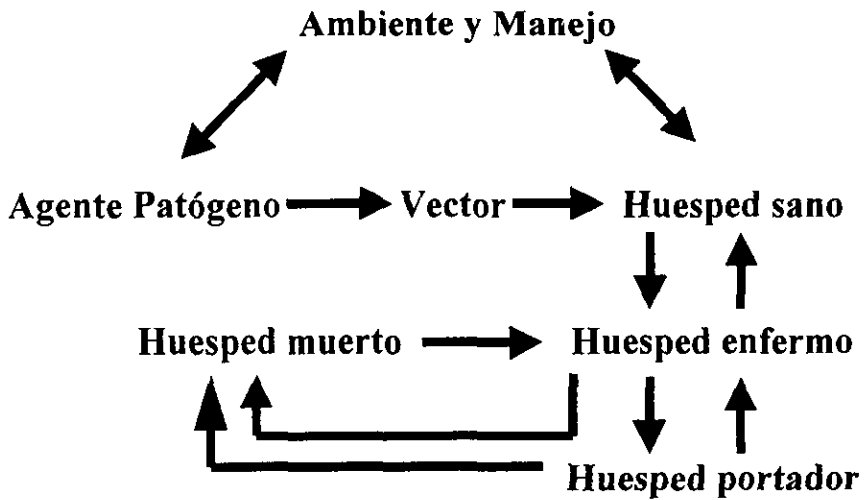 Ambiente y Manejo
Agente Patógeno Vector Huesped sano
Huesped muerto Huesped enfermo
Huesped portador